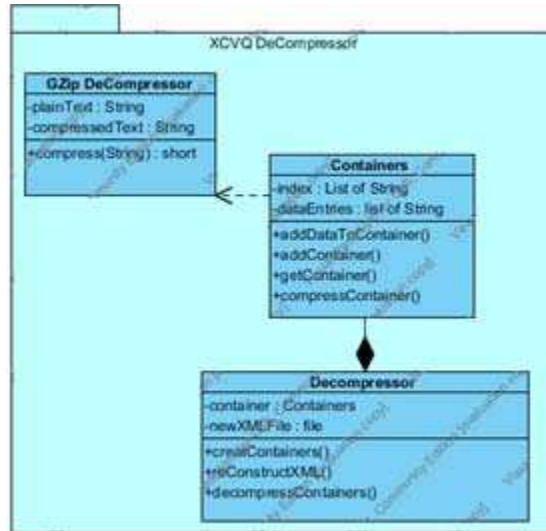 XCVQ DeCompressor
GZip DeCompressor
-plainText : String
-compressedText : String
+compress(String) : short
Containers
-index : List of String
-dataEntries : list of String
+addDataToContainer()
+addContainer()
+getContainer()
+compressContainer()
Decompressor
-container : Containers
-newXMLFile : file
+creatContainers()
+reConstructXML()
+decompressContainers()